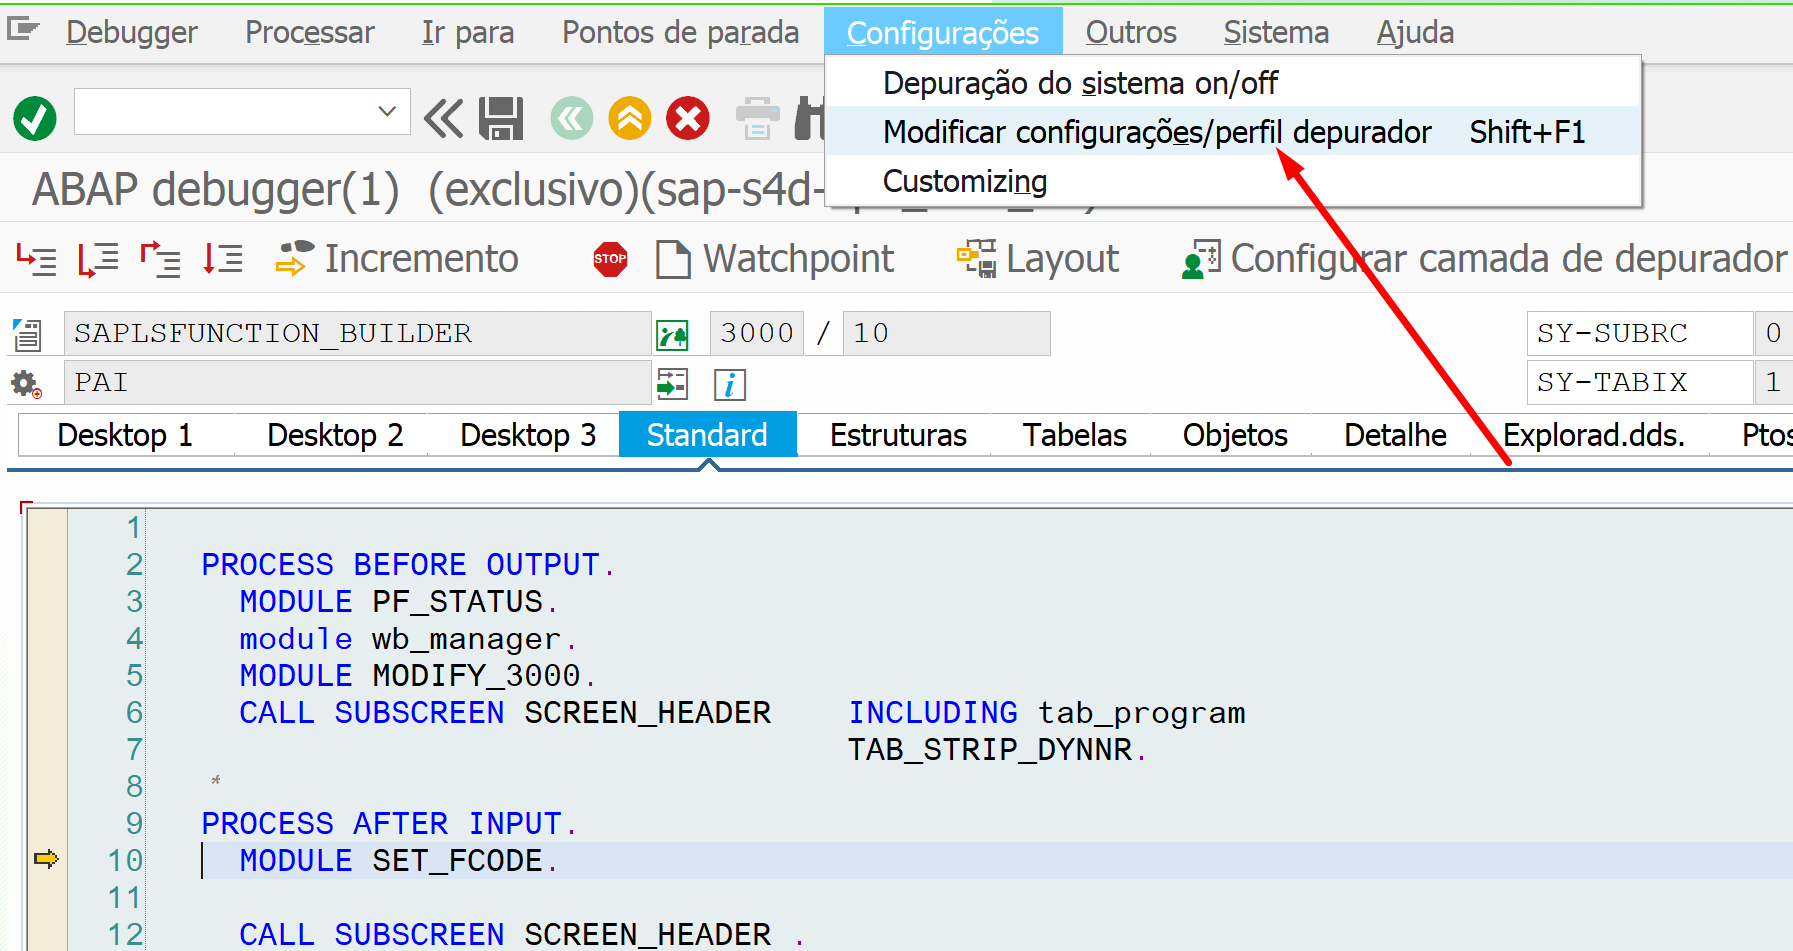 Debugger Processar Ir para Pontos de parada Configurações Outros Sistema Ajuda
Depuração do sistema on/off
Modificar configurações/perfil depurador Shift+F1
Customizing
ABAP debugger(1) (exclusivo)(sap-s4d-
Incremento STOP Watchpoint Layout Configurar camada de depurador
SAPLSFUNCTION_BUILDER 3000 / 10 SY-SUBRC 0
PAI SY-TABIX 1
Desktop 1 Desktop 2 Desktop 3 Standard Estruturas Tabelas Objetos Detalhe Explorad.dds. Ptos
1
2 PROCESS BEFORE OUTPUT.
3 MODULE PF_STATUS.
4 module wb_manager.
5 MODULE MODIFY_3000.
6 CALL SUBSCREEN SCREEN_HEADER INCLUDING tab_program
7 TAB_STRIP_DYNNR.
8 *
9 PROCESS AFTER INPUT.
10 MODULE SET_FCODE.
11
12 CALL SUBSCREEN SCREEN_HEADER .